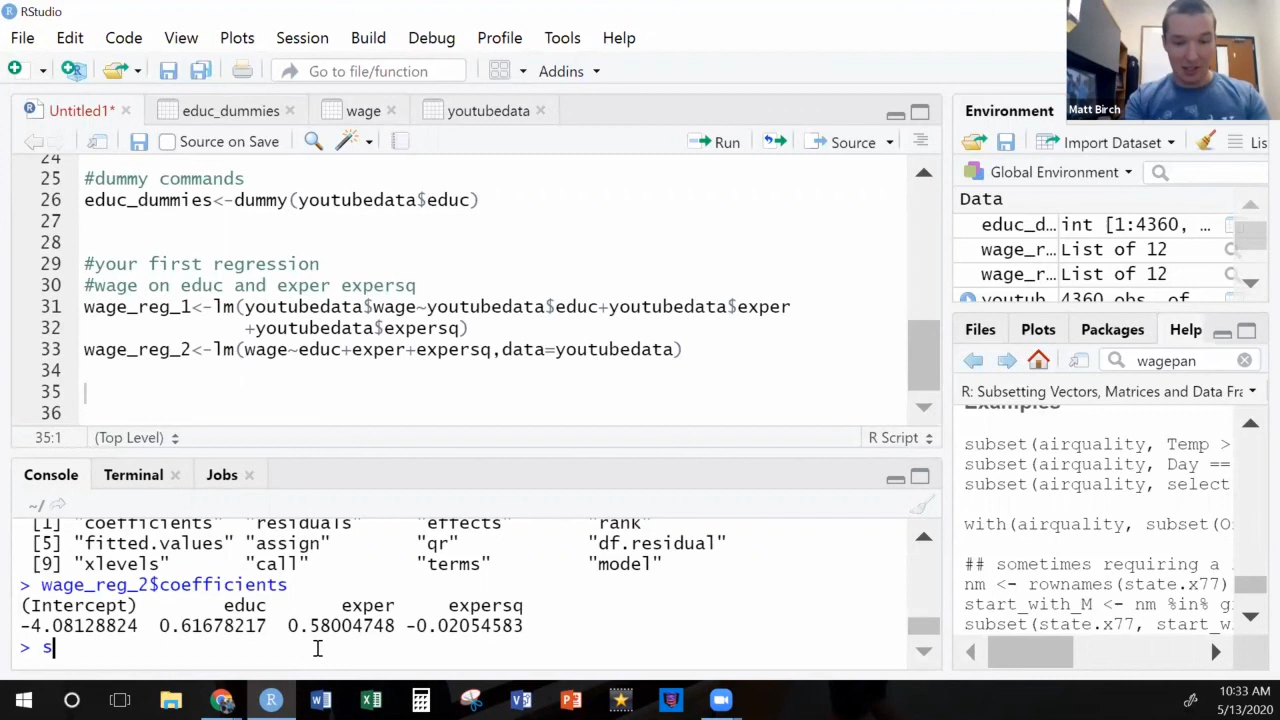 RStudio
File Edit Code View Plots Session Build Debug Profile Tools Help
Go to file/function Addins
Matt Birch
Untitled1* educ_dummies wage youtubedata
Source on Save Run Source
24
25 #dummy commands
26 educ_dummies<-dummy(youtubedata$educ)
27
28
29 #your first regression
30 #wage on educ and exper expersq
31 wage_reg_1<-lm(youtubedata$wage~youtubedata$educ+youtubedata$exper
32 +youtubedata$expersq)
33 wage_reg_2<-lm(wage~educ+exper+expersq,data=youtubedata)
34
35
36
35:1 (Top Level) R Script
Console Terminal Jobs
~/
[1] "coefficients" "residuals" "effects" "rank"
[5] "fitted.values" "assign" "qr" "df.residual"
[9] "xlevels" "call" "terms" "model"
> wage_reg_2$coefficients
(Intercept) educ exper expersq
-4.08128824 0.61678217 0.58004748 -0.02054583
> s
Environment
Import Dataset Lis
Global Environment
Data
educ_d… int [1:4360, ...
wage_r… List of 12
wage_r… List of 12
youtub 4360 obs. of
Files Plots Packages Help
wagepan
R: Subsetting Vectors, Matrices and Data Fra
Examples
subset(airquality, Temp >
subset(airquality, Day ==
subset(airquality, select
with(airquality, subset(O
## sometimes requiring a
nm <- rownames(state.x77)
start_with_M <- nm %in% g
subset(state.x77, start_w
10:33 AM
5/13/2020